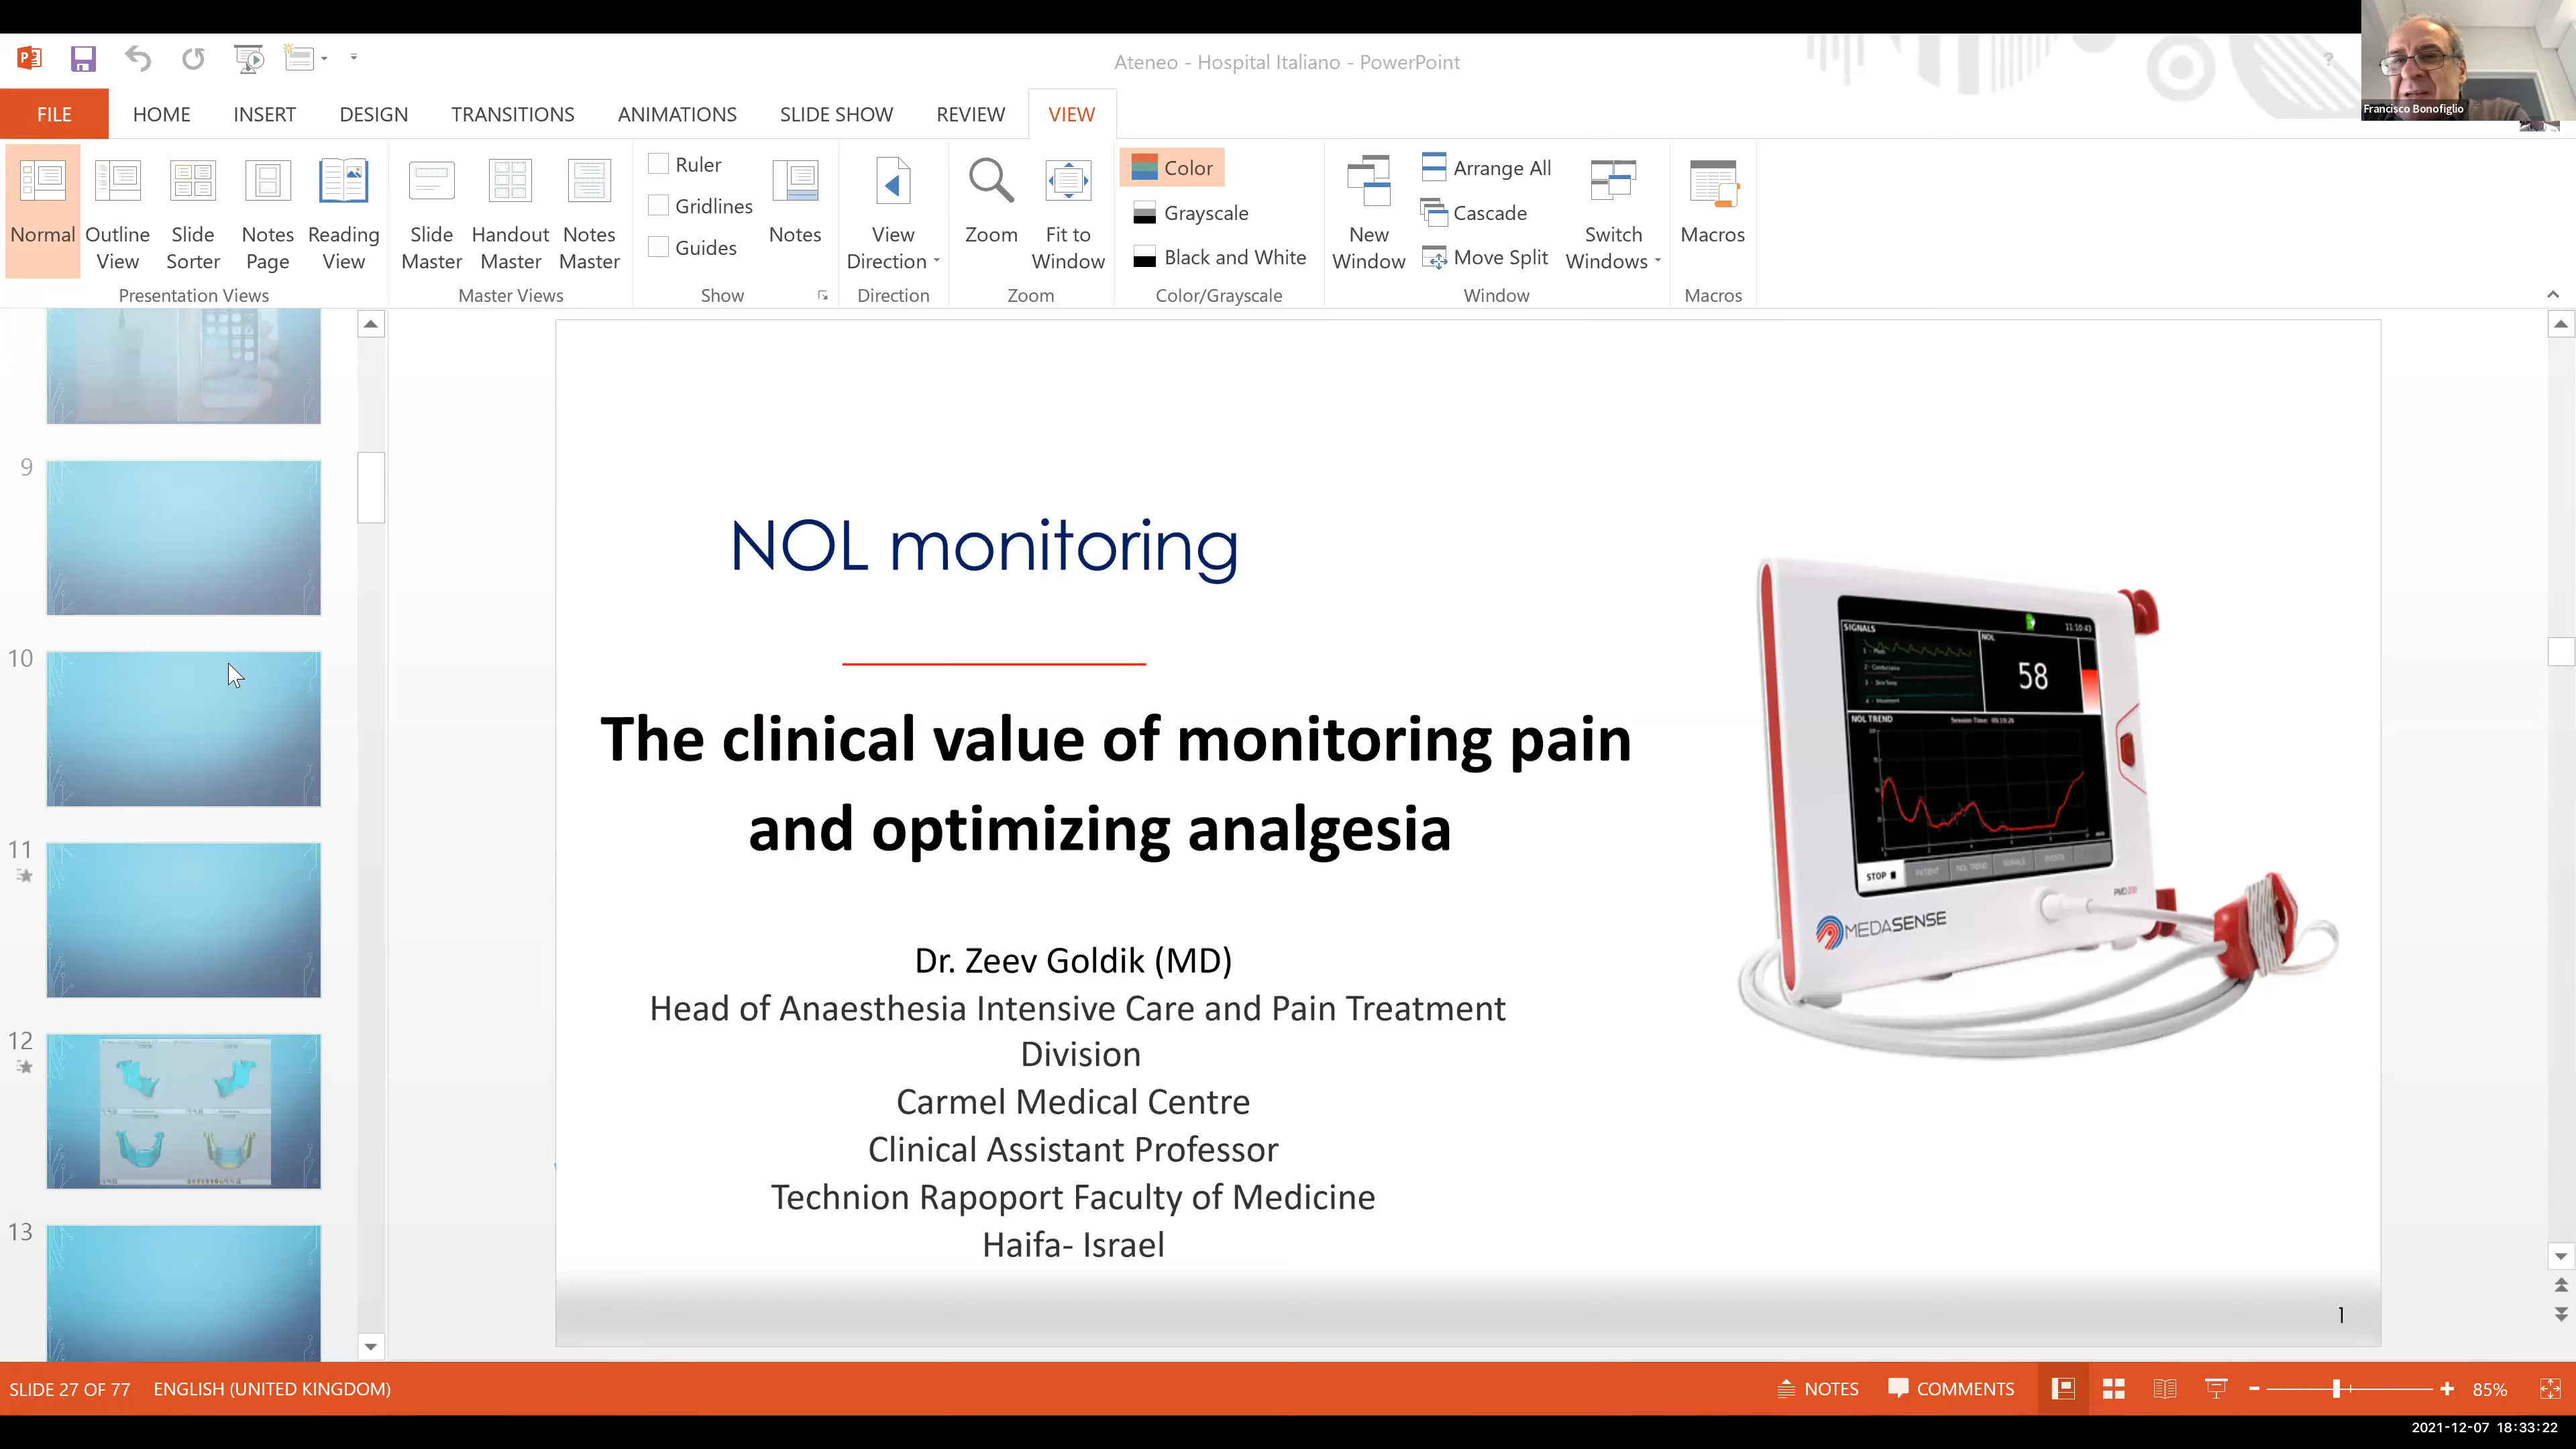 Ateneo - Hospital Italiano - PowerPoint
?
Francisco Bonofiglio
FILE HOME INSERT DESIGN TRANSITIONS ANIMATIONS SLIDE SHOW REVIEW VIEW
Normal
Outline View
Slide Sorter
Notes Page
Reading View
Presentation Views
Slide Master
Handout Master
Notes Master
Master Views
Ruler
Gridlines
Guides
Notes
Show
View Direction
Direction
Zoom
Fit to Window
Zoom
Color
Grayscale
Black and White
Color/Grayscale
New Window
Arrange All
Cascade
Move Split
Switch Windows
Window
Macros
Macros
9
10
11
12
13
NOL monitoring
The clinical value of monitoring pain
and optimizing analgesia
Dr. Zeev Goldik (MD)
Head of Anaesthesia Intensive Care and Pain Treatment
Division
Carmel Medical Centre
Clinical Assistant Professor
Technion Rapoport Faculty of Medicine
Haifa- Israel
1
SIGNALS
NOL
11:10:43
58
NOL TREND
Session Time: 00:10:26
STOP
PATIENT
NOL TREND
SIGNALS
EVENTS
PMD200
MEDASENSE
SLIDE 27 OF 77 ENGLISH (UNITED KINGDOM)
NOTES COMMENTS 85%
2021-12-07 18:33:22